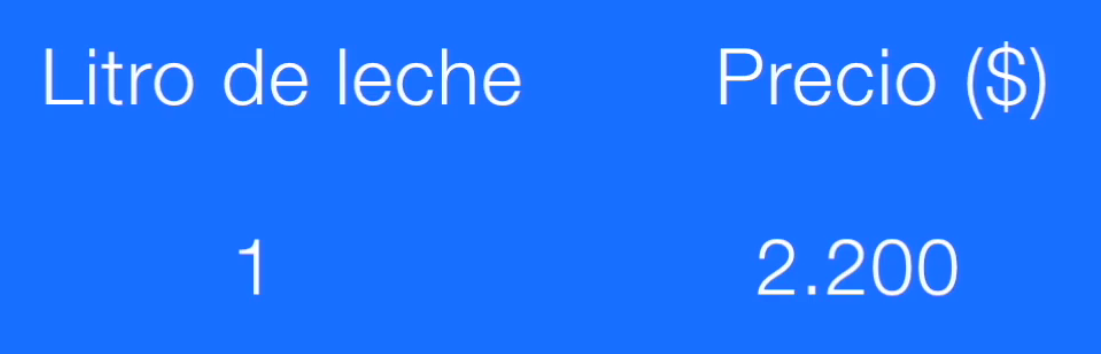 Litro de leche Precio ($)
1 2.200